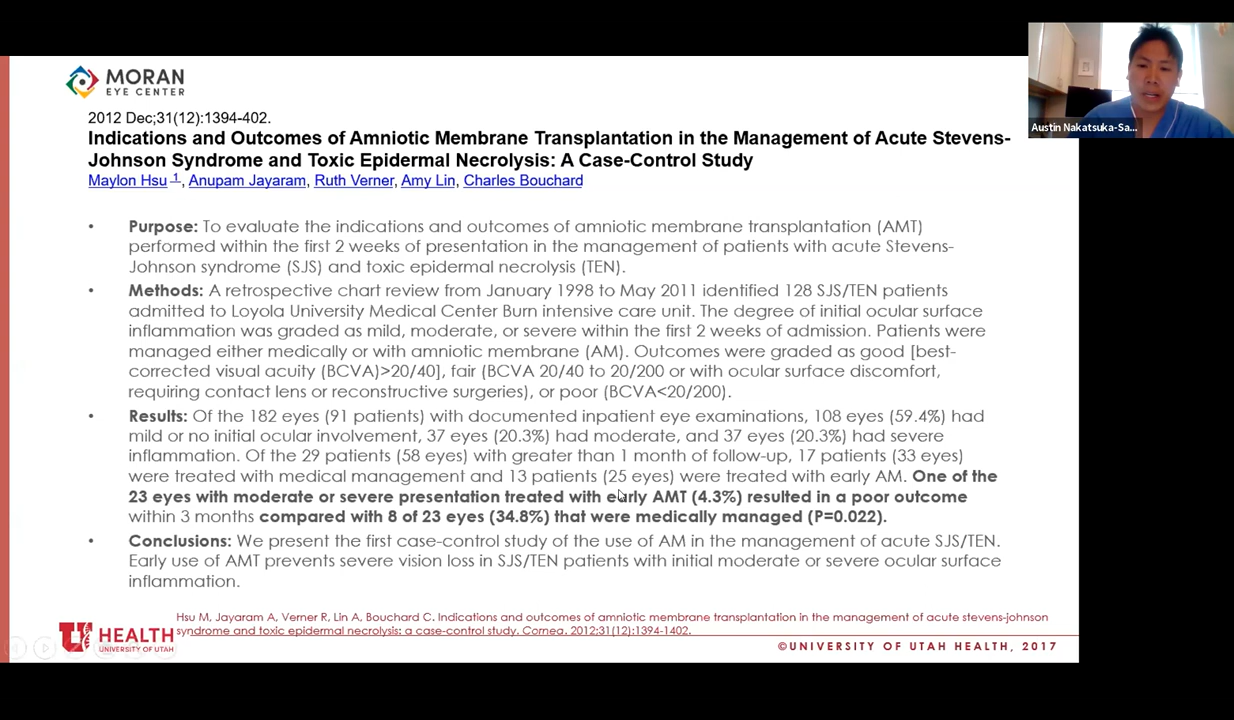 MORAN
EYE CENTER
Austin Nakatsuka-Sa...
2012 Dec;31(12):1394-402.
Indications and Outcomes of Amniotic Membrane Transplantation in the Management of Acute Stevens-
Johnson Syndrome and Toxic Epidermal Necrolysis: A Case-Control Study
Maylon Hsu 1, Anupam Jayaram, Ruth Verner, Amy Lin, Charles Bouchard
• Purpose: To evaluate the indications and outcomes of amniotic membrane transplantation (AMT)
performed within the first 2 weeks of presentation in the management of patients with acute Stevens-
Johnson syndrome (SJS) and toxic epidermal necrolysis (TEN).
• Methods: A retrospective chart review from January 1998 to May 2011 identified 128 SJS/TEN patients
admitted to Loyola University Medical Center Burn intensive care unit. The degree of initial ocular surface
inflammation was graded as mild, moderate, or severe within the first 2 weeks of admission. Patients were
managed either medically or with amniotic membrane (AM). Outcomes were graded as good [best-
corrected visual acuity (BCVA)>20/40], fair (BCVA 20/40 to 20/200 or with ocular surface discomfort,
requiring contact lens or reconstructive surgeries), or poor (BCVA<20/200).
• Results: Of the 182 eyes (91 patients) with documented inpatient eye examinations, 108 eyes (59.4%) had
mild or no initial ocular involvement, 37 eyes (20.3%) had moderate, and 37 eyes (20.3%) had severe
inflammation. Of the 29 patients (58 eyes) with greater than 1 month of follow-up, 17 patients (33 eyes)
were treated with medical management and 13 patients (25 eyes) were treated with early AM. One of the
23 eyes with moderate or severe presentation treated with early AMT (4.3%) resulted in a poor outcome
within 3 months compared with 8 of 23 eyes (34.8%) that were medically managed (P=0.022).
• Conclusions: We present the first case-control study of the use of AM in the management of acute SJS/TEN.
Early use of AMT prevents severe vision loss in SJS/TEN patients with initial moderate or severe ocular surface
inflammation.
Hsu M, Jayaram A, Verner R, Lin A, Bouchard C. Indications and outcomes of amniotic membrane transplantation in the management of acute stevens-johnson
syndrome and toxic epidermal necrolysis: a case-control study. Cornea. 2012;31(12):1394-1402.
U HEALTH
UNIVERSITY OF UTAH
©UNIVERSITY OF UTAH HEALTH, 2017